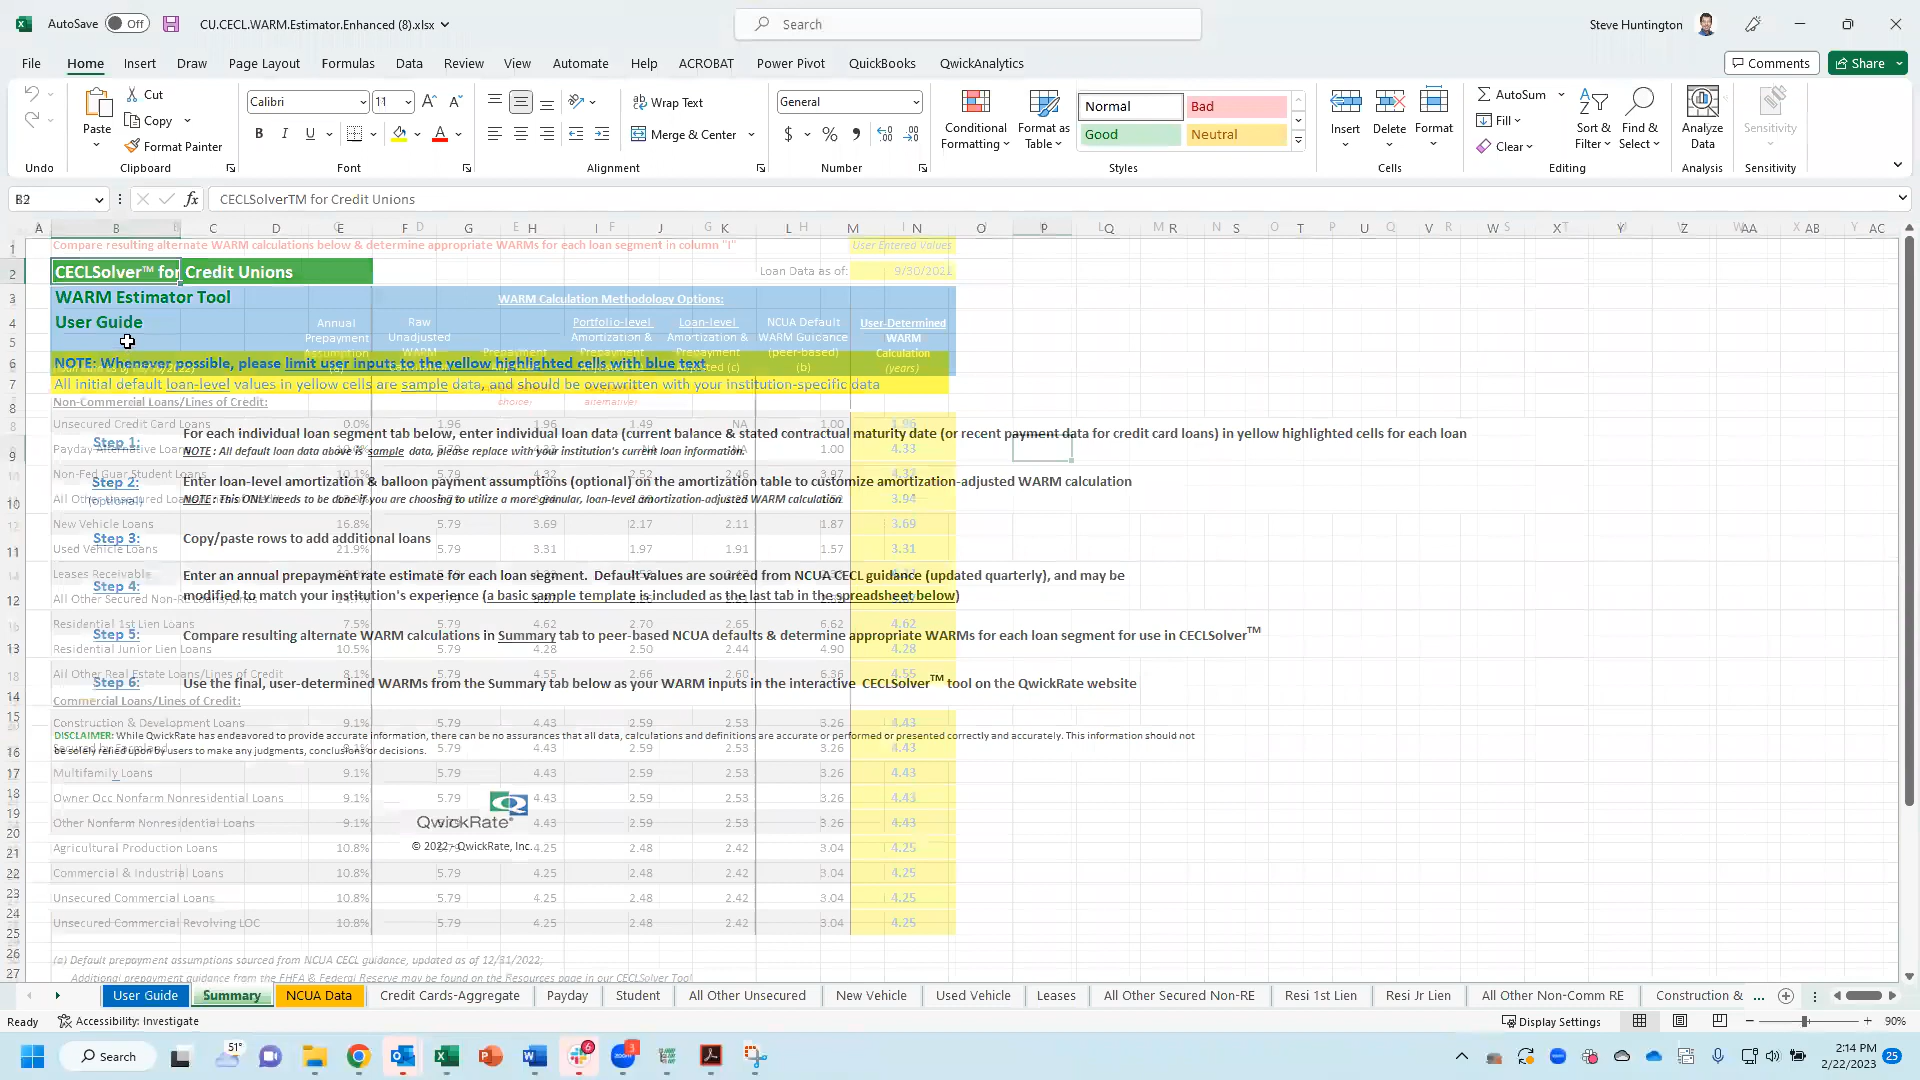 AutoSave Off CU.CECL.WARM.Estimator.Enhanced (8).xlsx Search Steve Huntington
File Home Insert Draw Page Layout Formulas Data Review View Automate Help ACROBAT Power Pivot QuickBooks QwickAnalytics Comments Share
Paste Cut Copy Format Painter
Calibri 11 B I U
Wrap Text Merge & Center
General $ %
Conditional Formatting Format as Table
Normal Bad Good Neutral
Insert Delete Format
AutoSum Fill Clear Sort & Filter Find & Select
Analyze Data Sensitivity
Undo Clipboard Font Alignment Number Styles Cells Editing Analysis Sensitivity
B2 fx CECLSolverTM for Credit Unions
Compare resulting alternate WARM calculations below & determine appropriate WARMs for each loan segment in column "I" User Entered Values
CECLSolver™ for Credit Unions Loan Data as of: 9/30/2022
WARM Estimator Tool WARM Calculation Methodology Options:
User Guide
Annual Prepayment Assumption
Raw Unadjusted
Portfolio-level Amortization &
Loan-level Amortization &
NCUA Default WARM Guidance (peer-based) (b)
User-Determined WARM Calculation (years)
NOTE: Whenever possible, please limit user inputs to the yellow highlighted cells with blue text
All initial default loan-level values in yellow cells are sample data, and should be overwritten with your institution-specific data
Non-Commercial Loans/Lines of Credit:
Unsecured Credit Card Loans 0.0% 1.96 1.96 1.49 NA 1.00 1.96
Step 1: For each individual loan segment tab below, enter individual loan data (current balance & stated contractual maturity date (or recent payment data for credit card loans) in yellow highlighted cells for each loan
NOTE: All default loan data above is sample data, please replace with your institution's current loan information.
1.00 4.33
Non-Fed Guar Student Loans 10.1% 5.79 4.32 2.52 2.46 3.97 4.32
Step 2: Enter loan-level amortization & balloon payment assumptions (optional) on the amortization table to customize amortization-adjusted WARM calculation
(optional) NOTE: This ONLY needs to be done if you are choosing to utilize a more granular, loan-level amortization-adjusted WARM calculation
3.94
New Vehicle Loans 16.8% 5.79 3.69 2.17 2.11 1.87 3.69
Step 3: Copy/paste rows to add additional loans
Used Vehicle Loans 21.9% 5.79 3.31 1.97 1.91 1.57 3.31
Leases Receivable
Step 4: Enter an annual prepayment rate estimate for each loan segment. Default values are sourced from NCUA CECL guidance (updated quarterly), and may be
modified to match your institution's experience (a basic sample template is included as the last tab in the spreadsheet below)
Residential 1st Lien Loans 7.5% 5.79 4.62 2.70 2.65 6.62 4.62
Step 5: Compare resulting alternate WARM calculations in Summary tab to peer-based NCUA defaults & determine appropriate WARMs for each loan segment for use in CECLSolver™
Residential Junior Lien Loans 10.5% 5.79 4.28 2.50 2.44 4.90 4.28
All Other Real Estate Loans/Lines of Credit 8.1% 5.79 4.55 2.66 2.60 6.36 4.55
Step 6: Use the final, user-determined WARMs from the Summary tab below as your WARM inputs in the interactive CECLSolver™ tool on the QwickRate website
Commercial Loans/Lines of Credit:
Construction & Development Loans 9.1% 5.79 4.43 2.59 2.53 3.26 4.43
DISCLAIMER: While QwickRate has endeavored to provide accurate information, there can be no assurances that all data, calculations and definitions are accurate or performed or presented correctly and accurately. This information should not
be solely relied upon by users to make any judgments, conclusions or decisions.
Secured by Farmland 9.1% 5.79 4.43 2.59 2.53 3.26 4.43
Multifamily Loans 9.1% 5.79 4.43 2.59 2.53 3.26 4.43
Owner Occ Nonfarm Nonresidential Loans 9.1% 5.79 4.43 2.59 2.53 3.26 4.43
Other Nonfarm Nonresidential Loans 9.1% 5.79 4.43 2.59 2.53 3.26 4.43
QwickRate
© 2022 - QwickRate, Inc.
Agricultural Production Loans 10.8% 5.79 4.25 2.48 2.42 3.04 4.25
Commercial & Industrial Loans 10.8% 5.79 4.25 2.48 2.42 3.04 4.25
Unsecured Commercial Loans 10.8% 5.79 4.25 2.48 2.42 3.04 4.25
Unsecured Commercial Revolving LOC 10.8% 5.79 4.25 2.48 2.42 3.04 4.25
(a) Default prepayment assumptions sourced from NCUA CECL guidance, updated as of 12/31/2022;
Additional prepayment guidance from the FHFA & Federal Reserve may be found on the Resources page in our CECLSolver Tool
User Guide Summary NCUA Data Credit Cards-Aggregate Payday Student All Other Unsecured New Vehicle Used Vehicle Leases All Other Secured Non-RE Resi 1st Lien Resi Jr Lien All Other Non-Comm RE Construction & ...
Ready Accessibility: Investigate Display Settings 90%
51° Search 2:14 PM
2/22/2023 25